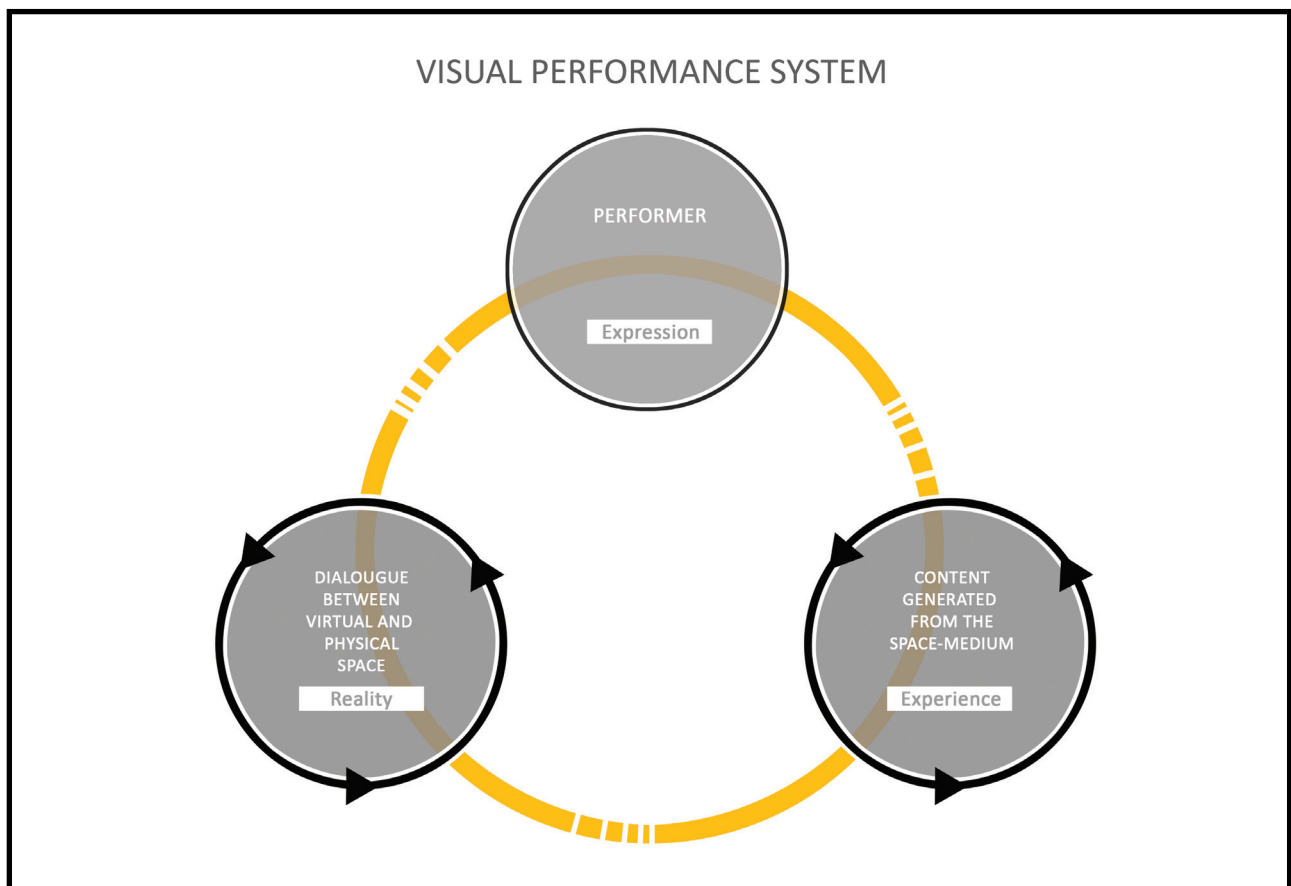 VISUAL PERFORMANCE SYSTEM
PERFORMER
Expression
DIALOUGUE
BETWEEN
VIRTUAL AND
PHYSICAL
SPACE
Reality
CONTENT
GENERATED
FROM THE
SPACE-MEDIUM
Experience